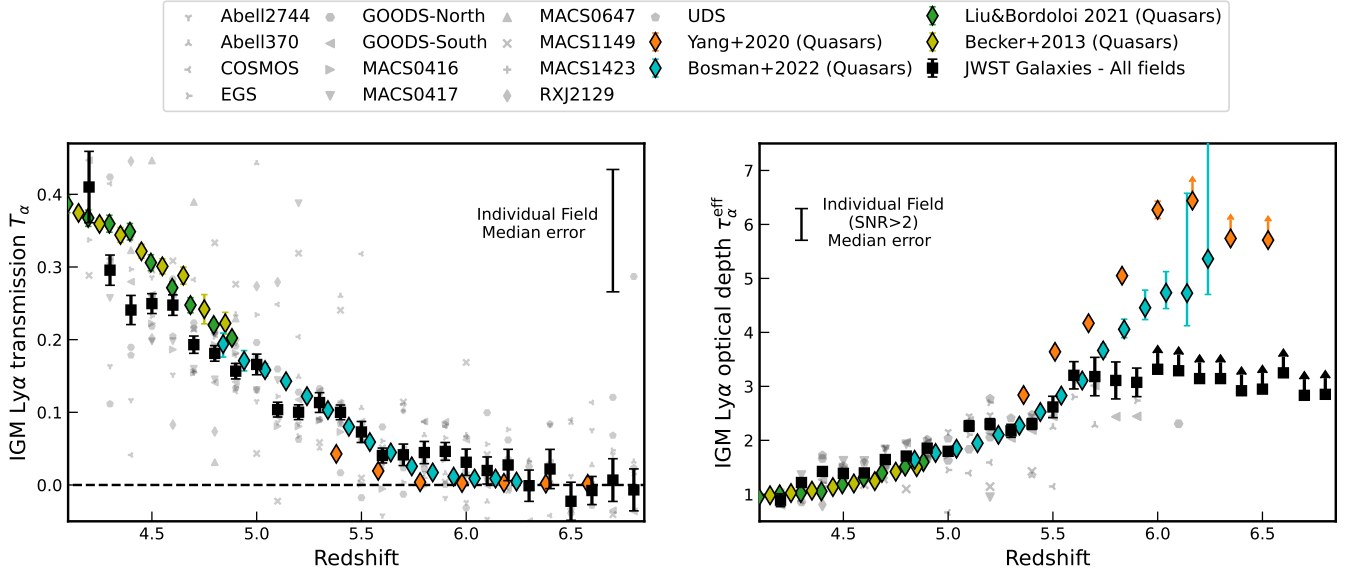 Abell2744
Abell370
COSMOS
EGS
GOODS-North
GOODS-South
MACS0416
MACS0417
MACS0647
MACS1149
MACS1423
RXJ2129
UDS
Yang+2020 (Quasars)
Bosman+2022 (Quasars)
Liu&Bordoloi 2021 (Quasars)
Becker+2013 (Quasars)
JWST Galaxies - All fields
IGM Lyα transmission Tα
0.4
0.3
0.2
0.1
0.0
Individual Field
Median error
4.5 5.0 5.5 6.0 6.5
Redshift
IGM Lyα optical depth ταeff
7
6
5
4
3
2
1
Individual Field
(SNR>2)
Median error
4.5 5.0 5.5 6.0 6.5
Redshift